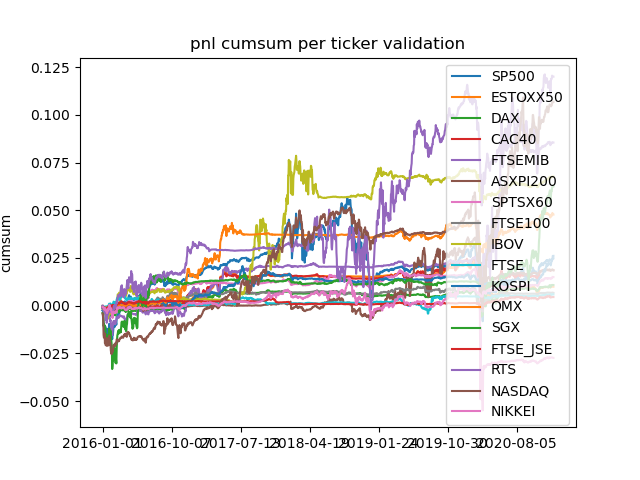 pnl cumsum per ticker validation
cumsum
0.125
0.100
0.075
0.050
0.025
0.000
−0.025
−0.050
2016-01-01
2016-10-07
2017-07-13
2018-04-19
2019-01-24
2019-10-30
2020-08-05
SP500
ESTOXX50
DAX
CAC40
FTSEMIB
ASXPI200
SPTSX60
FTSE100
IBOV
FTSE
KOSPI
OMX
SGX
FTSE_JSE
RTS
NASDAQ
NIKKEI